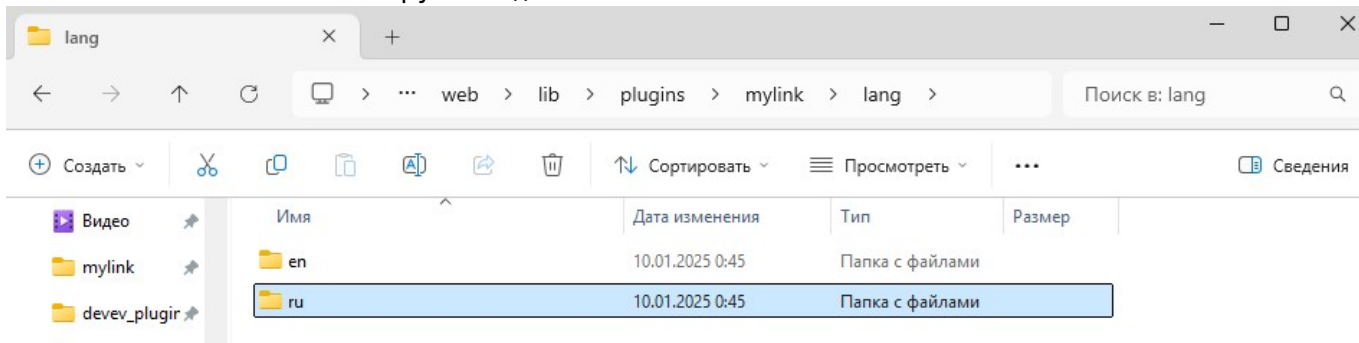 lang
web > lib > plugins > mylink > lang >
Поиск в: lang
Создать
Сортировать
Просмотреть
Сведения
Видео
mylink
devev_plugir
Имя Дата изменения Тип Размер
en 10.01.2025 0:45 Папка с файлами
ru 10.01.2025 0:45 Папка с файлами